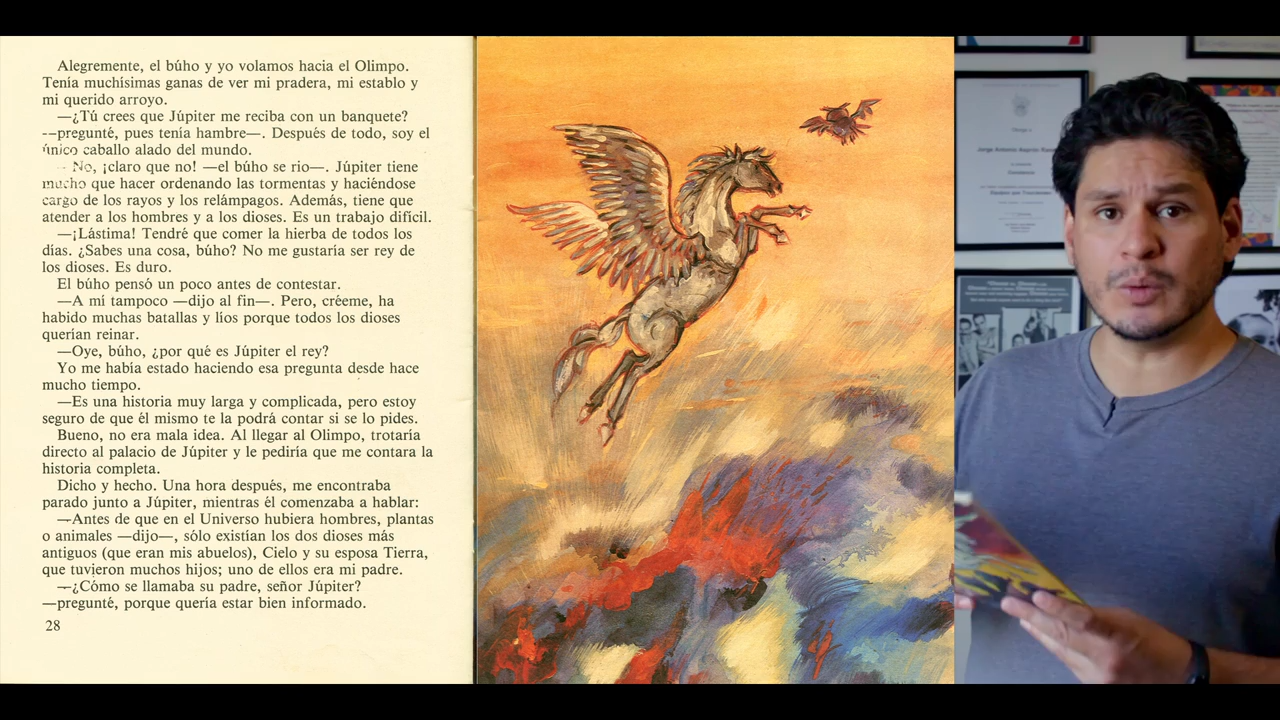 Alegremente, el búho y yo volamos hacia el Olimpo.
Tenía muchísimas ganas de ver mi pradera, mi establo y
mi querido arroyo.
—¿Tú crees que Júpiter me reciba con un banquete?
--pregunté, pues tenía hambre—. Después de todo, soy el
único caballo alado del mundo.
-- No, ¡claro que no! —el búho se rio—. Júpiter tiene
mucho que hacer ordenando las tormentas y haciéndose
cargo de los rayos y los relámpagos. Además, tiene que
atender a los hombres y a los dioses. Es un trabajo difícil.
—¡Lástima! Tendré que comer la hierba de todos los
días. ¿Sabes una cosa, búho? No me gustaría ser rey de
los dioses. Es duro.
El búho pensó un poco antes de contestar.
—A mí tampoco —dijo al fin—. Pero, créeme, ha
habido muchas batallas y líos porque todos los dioses
querían reinar.
—Oye, búho, ¿por qué es Júpiter el rey?
Yo me había estado haciendo esa pregunta desde hace
mucho tiempo.
—Es una historia muy larga y complicada, pero estoy
seguro de que él mismo te la podrá contar si se lo pides.
Bueno, no era mala idea. Al llegar al Olimpo, trotaría
directo al palacio de Júpiter y le pediría que me contara la
historia completa.
Dicho y hecho. Una hora después, me encontraba
parado junto a Júpiter, mientras él comenzaba a hablar:
—Antes de que en el Universo hubiera hombres, plantas
o animales —dijo—, sólo existían los dos dioses más
antiguos (que eran mis abuelos), Cielo y su esposa Tierra,
que tuvieron muchos hijos; uno de ellos era mi padre.
—¿Cómo se llamaba su padre, señor Júpiter?
—pregunté, porque quería estar bien informado.
28